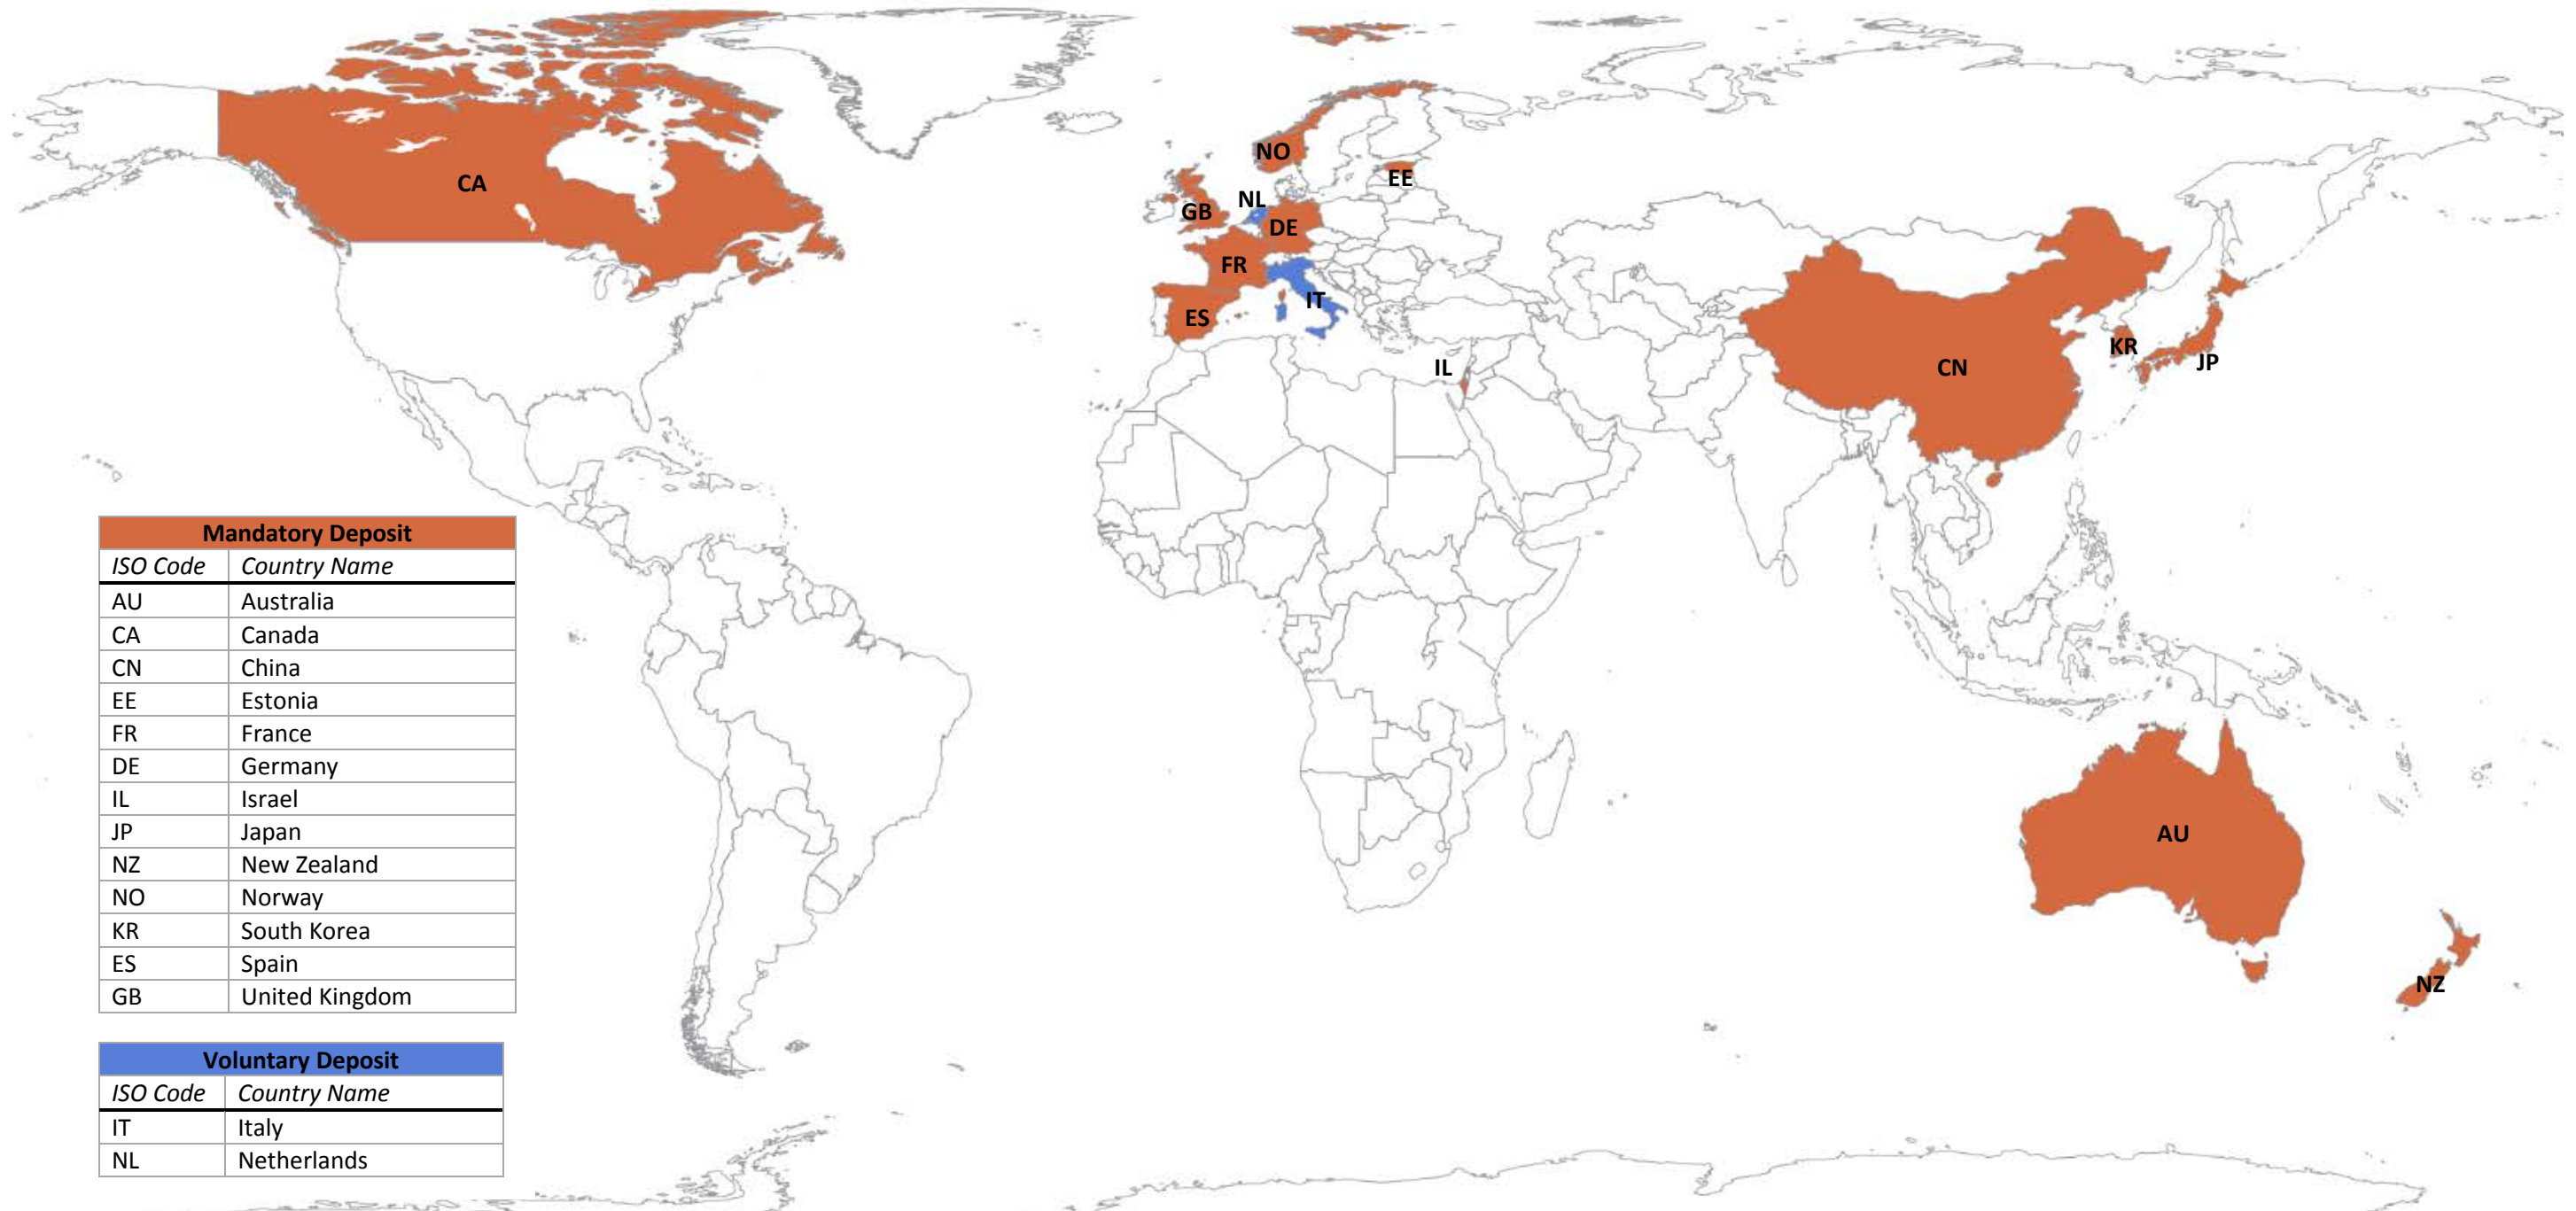 CA
NO
EE
NL
GB
DE
FR
IT
ES
IL
CN
KR
JP
AU
NZ
Mandatory Deposit
ISO Code Country Name
AU Australia
CA Canada
CN China
EE Estonia
FR France
DE Germany
IL Israel
JP Japan
NZ New Zealand
NO Norway
KR South Korea
ES Spain
GB United Kingdom
Voluntary Deposit
ISO Code Country Name
IT Italy
NL Netherlands